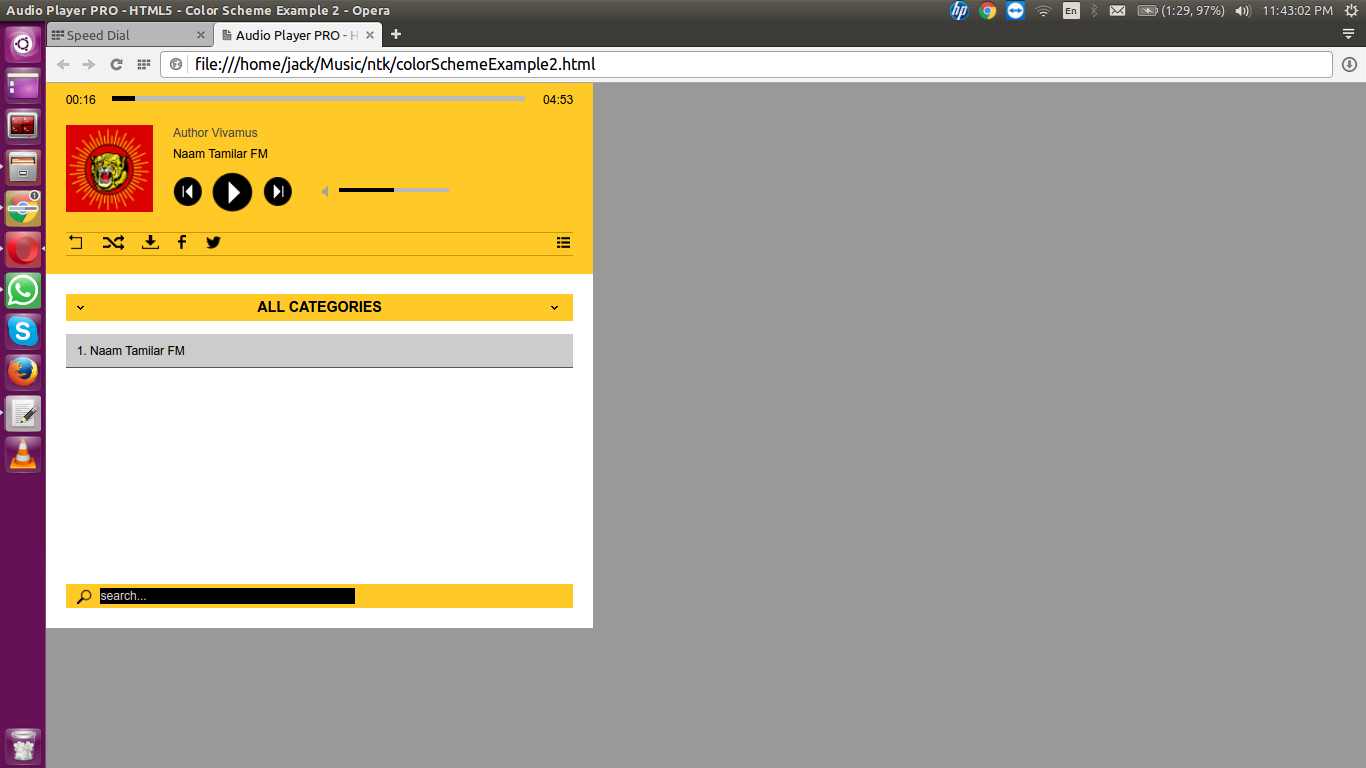 Audio Player PRO - HTML5 - Color Scheme Example 2 - Opera
hp
En
(1:29, 97%)
11:43:02 PM
Speed Dial
Audio Player PRO - H
file:///home/jack/Music/ntk/colorSchemeExample2.html
00:16
04:53
Author Vivamus
Naam Tamilar FM
ALL CATEGORIES
1. Naam Tamilar FM
search...
1